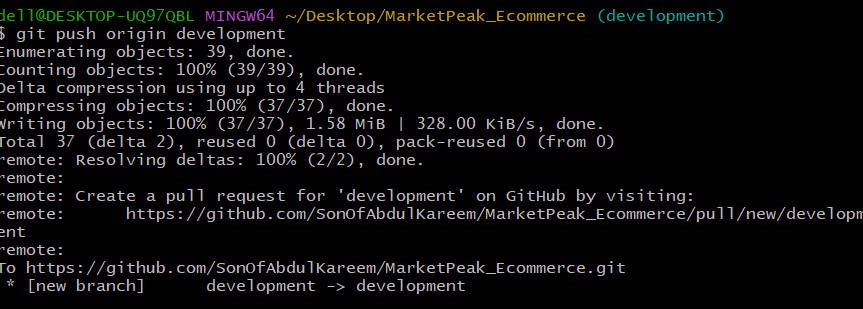 dell@DESKTOP-UQ97QBL MINGW64 ~/Desktop/MarketPeak_Ecommerce (development)
$ git push origin development
Enumerating objects: 39, done.
Counting objects: 100% (39/39), done.
Delta compression using up to 4 threads
Compressing objects: 100% (37/37), done.
Writing objects: 100% (37/37), 1.58 MiB | 328.00 KiB/s, done.
Total 37 (delta 2), reused 0 (delta 0), pack-reused 0 (from 0)
remote: Resolving deltas: 100% (2/2), done.
remote:
remote: Create a pull request for 'development' on GitHub by visiting:
remote:      https://github.com/SonOfAbdulKareem/MarketPeak_Ecommerce/pull/new/developm
ent
remote:
To https://github.com/SonOfAbdulKareem/MarketPeak_Ecommerce.git
 * [new branch]      development -> development